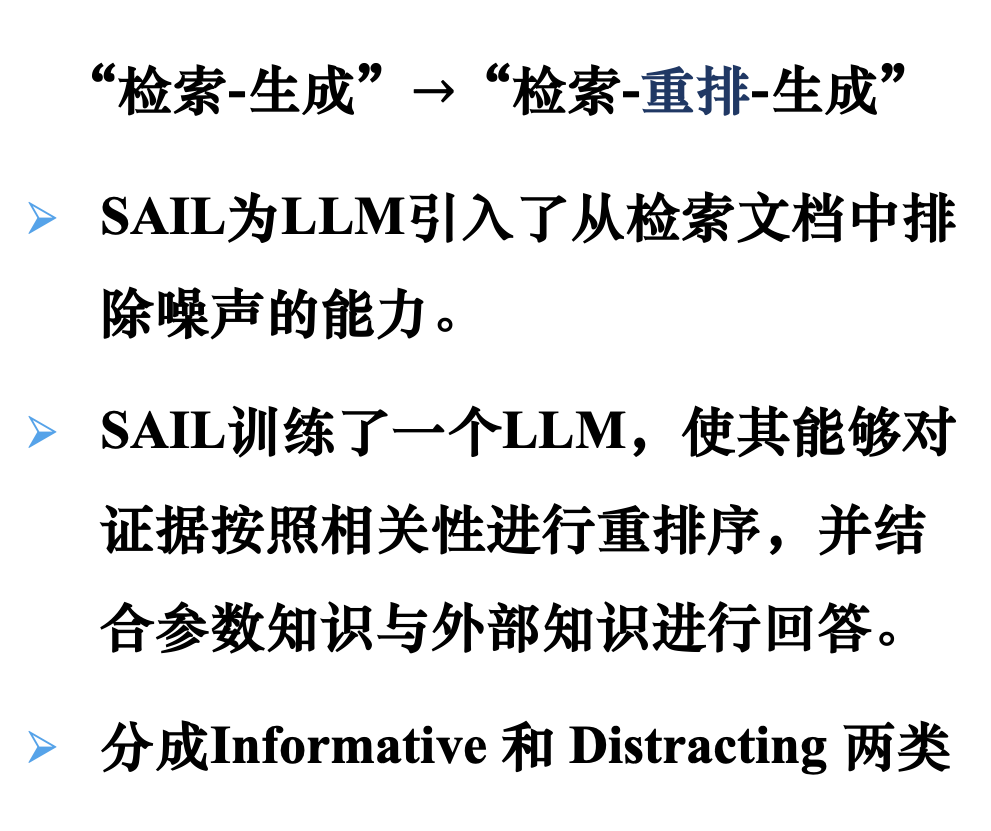 “检索-生成”→“检索-重排-生成”
➢ SAIL为LLM引入了从检索文档中排
除噪声的能力。
➢ SAIL训练了一个LLM，使其能够对
证据按照相关性进行重排序，并结
合参数知识与外部知识进行回答。
➢ 分成Informative 和 Distracting 两类